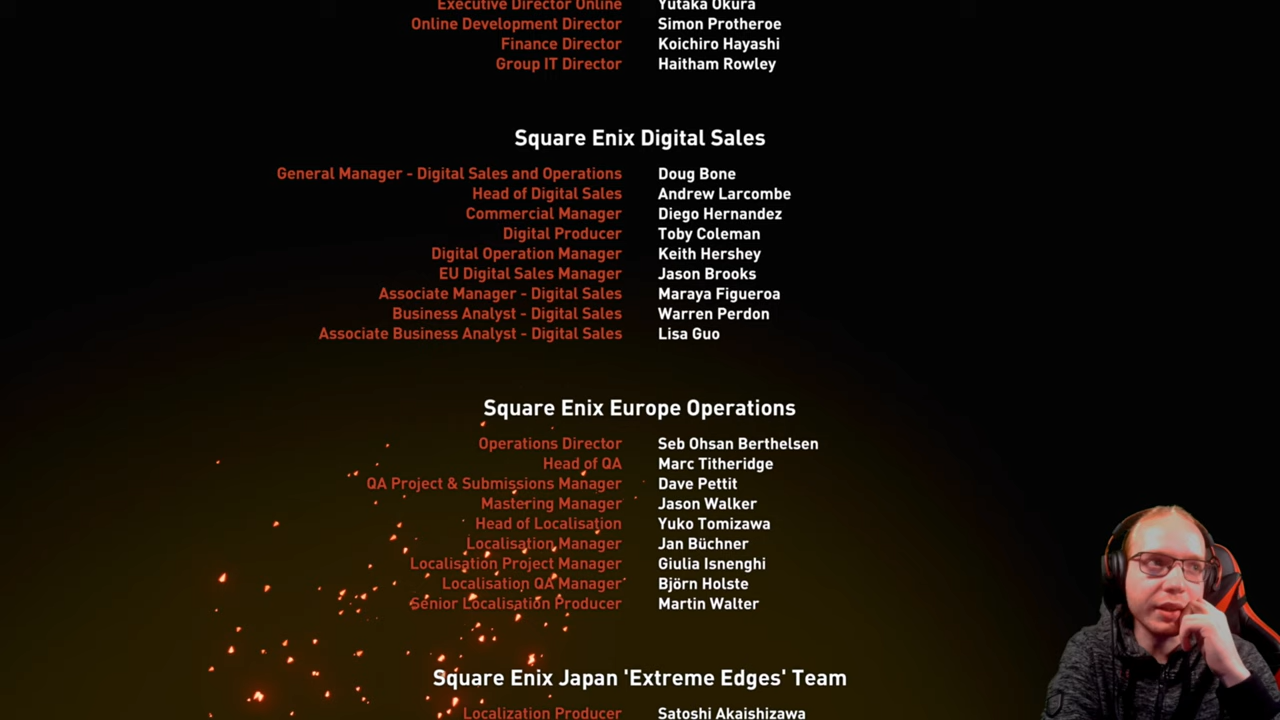 Executive Director Online Yutaka Okura
Online Development Director Simon Protheroe
Finance Director Koichiro Hayashi
Group IT Director Haitham Rowley
Square Enix Digital Sales
General Manager - Digital Sales and Operations Doug Bone
Head of Digital Sales Andrew Larcombe
Commercial Manager Diego Hernandez
Digital Producer Toby Coleman
Digital Operation Manager Keith Hershey
EU Digital Sales Manager Jason Brooks
Associate Manager - Digital Sales Maraya Figueroa
Business Analyst - Digital Sales Warren Perdon
Associate Business Analyst - Digital Sales Lisa Guo
Square Enix Europe Operations
Operations Director Seb Ohsan Berthelsen
Head of QA Marc Titheridge
QA Project & Submissions Manager Dave Pettit
Mastering Manager Jason Walker
Head of Localisation Yuko Tomizawa
Localisation Manager Jan Büchner
Localisation Project Manager Giulia Isnenghi
Localisation QA Manager Björn Holste
Senior Localisation Producer Martin Walter
Square Enix Japan 'Extreme Edges' Team
Localization Producer Satoshi Akaishizawa